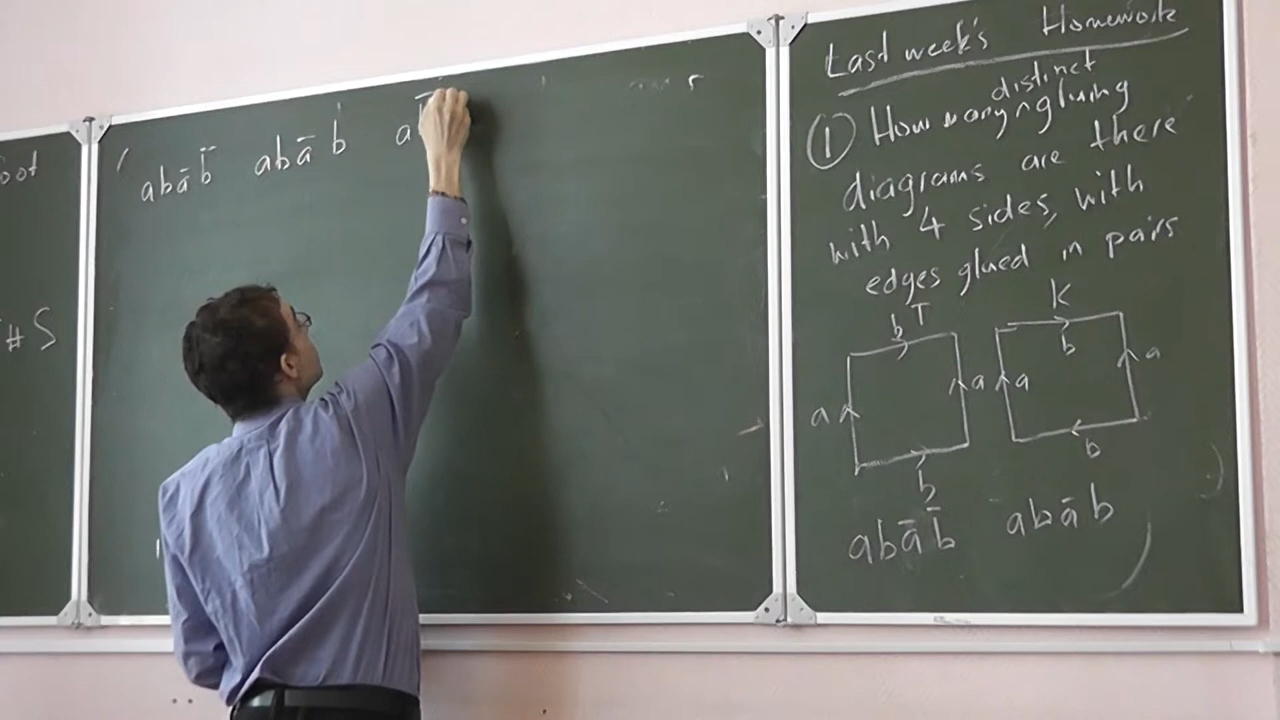 oot
# S
abāb̄ abāb a
Last week's Homework
distinct
① How many gluing
diagrams are there
with 4 sides, with
edges glued in pairs
T K
b b
a a a a
b b
abāb̄ abāb